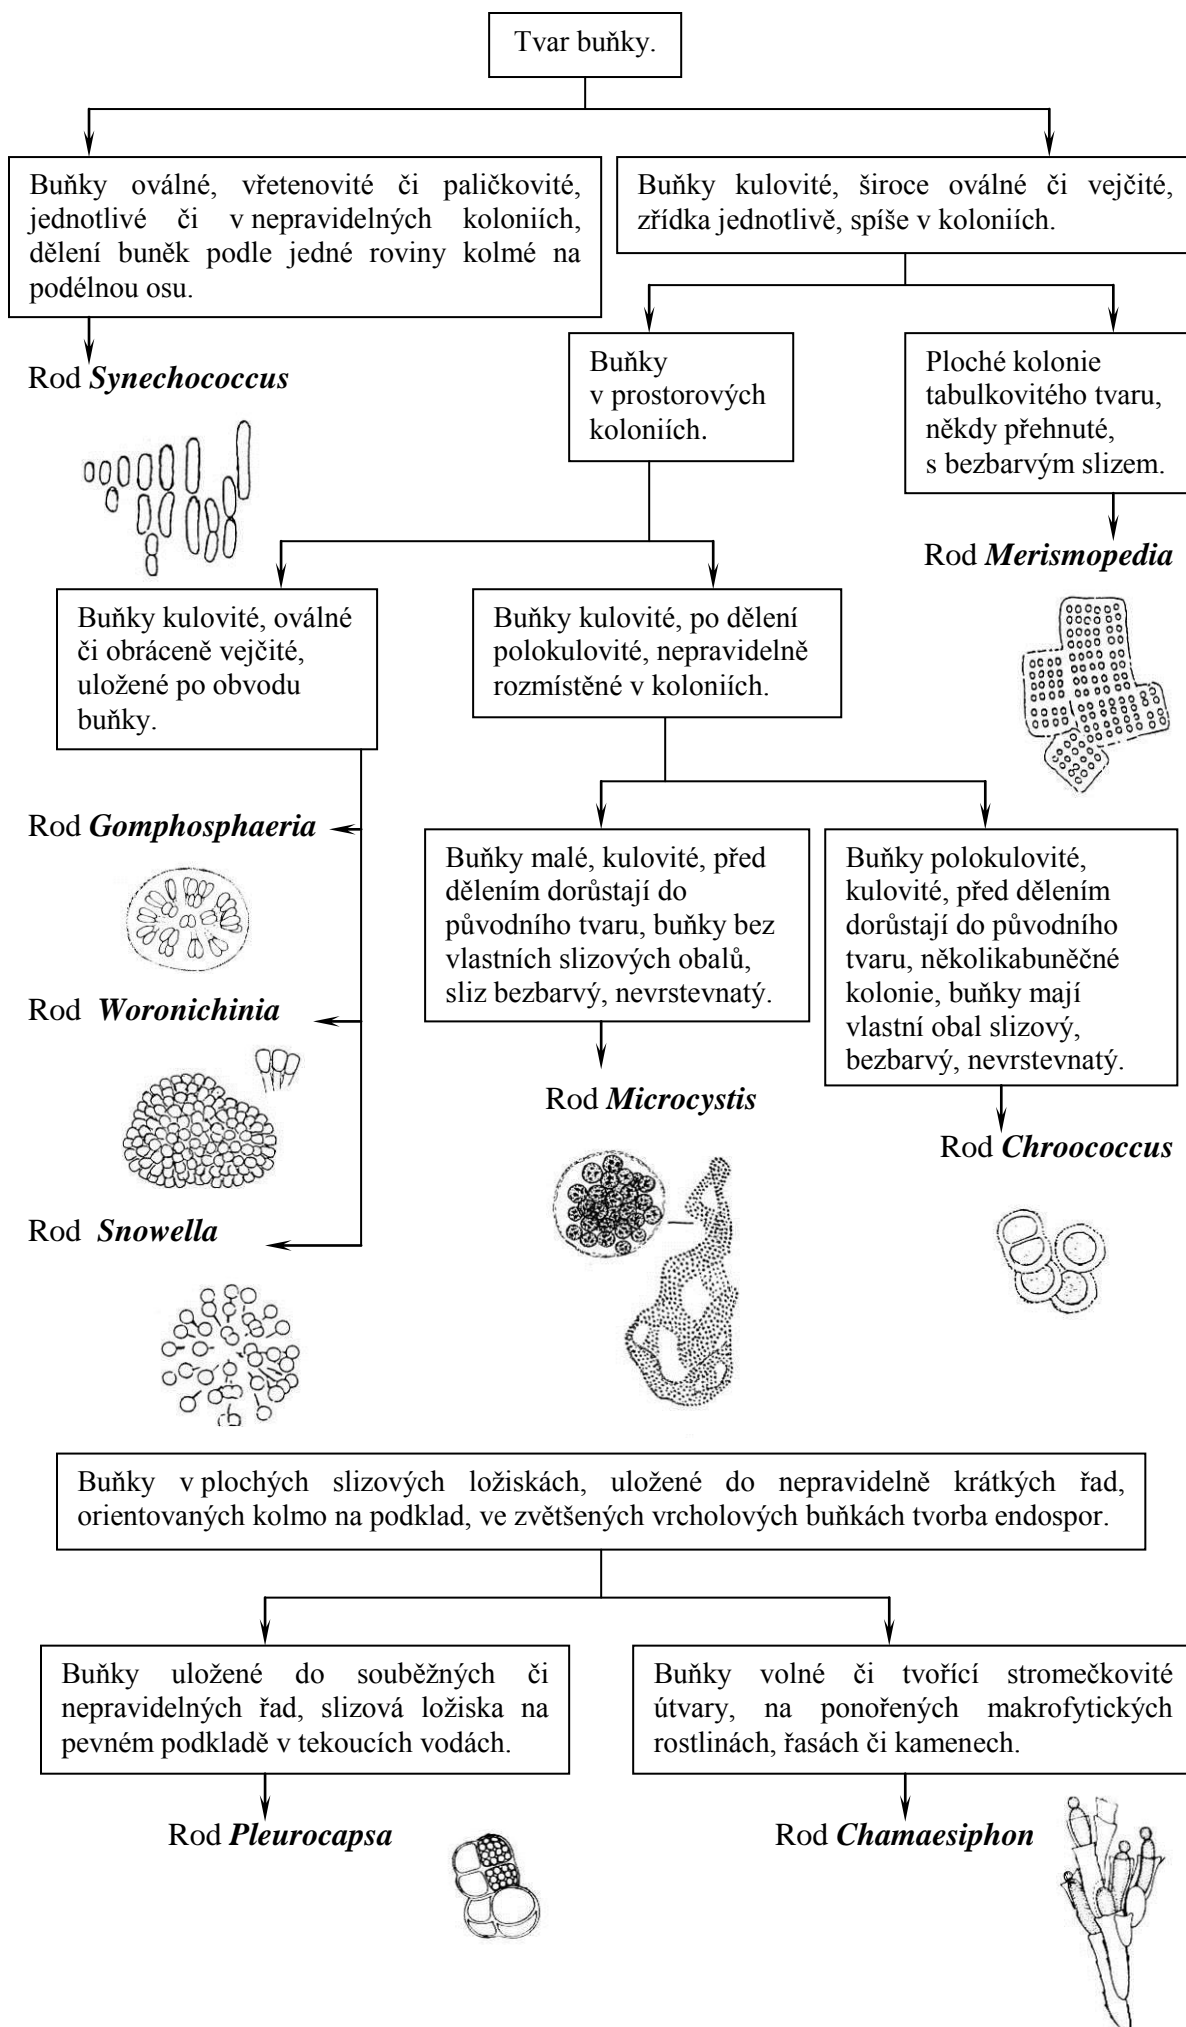 Tvar buňky.
Buňky oválné, vřetenovité či paličkovité,
jednotlivé či v nepravidelných koloniích,
dělení buněk podle jedné roviny kolmé na
podélnou osu.
Buňky kulovité, široce oválné či vejčité,
zřídka jednotlivě, spíše v koloniích.
Rod Synechococcus
Buňky
v prostorových
koloniích.
Ploché kolonie
tabulkovitého tvaru,
někdy přehnuté,
s bezbarvým slizem.
Rod Merismopedia
Buňky kulovité, oválné
či obráceně vejčité,
uložené po obvodu
buňky.
Buňky kulovité, po dělení
polokulovité, nepravidelně
rozmístěné v koloniích.
Rod Gomphosphaeria
Rod Woronichinia
Rod Snowella
Buňky malé, kulovité, před
dělením dorůstají do
původního tvaru, buňky bez
vlastních slizových obalů,
sliz bezbarvý, nevrstevnatý.
Buňky polokulovité,
kulovité, před dělením
dorůstají do původního
tvaru, několikabuněčné
kolonie, buňky mají
vlastní obal slizový,
bezbarvý, nevrstevnatý.
Rod Microcystis
Rod Chroococcus
Buňky v plochých slizových ložiskách, uložené do nepravidelně krátkých řad,
orientovaných kolmo na podklad, ve zvětšených vrcholových buňkách tvorba endospor.
Buňky uložené do souběžných či
nepravidelných řad, slizová ložiska na
pevném podkladě v tekoucích vodách.
Buňky volné či tvořící stromečkovité
útvary, na ponořených makrofytických
rostlinách, řasách či kamenech.
Rod Pleurocapsa
Rod Chamaesiphon